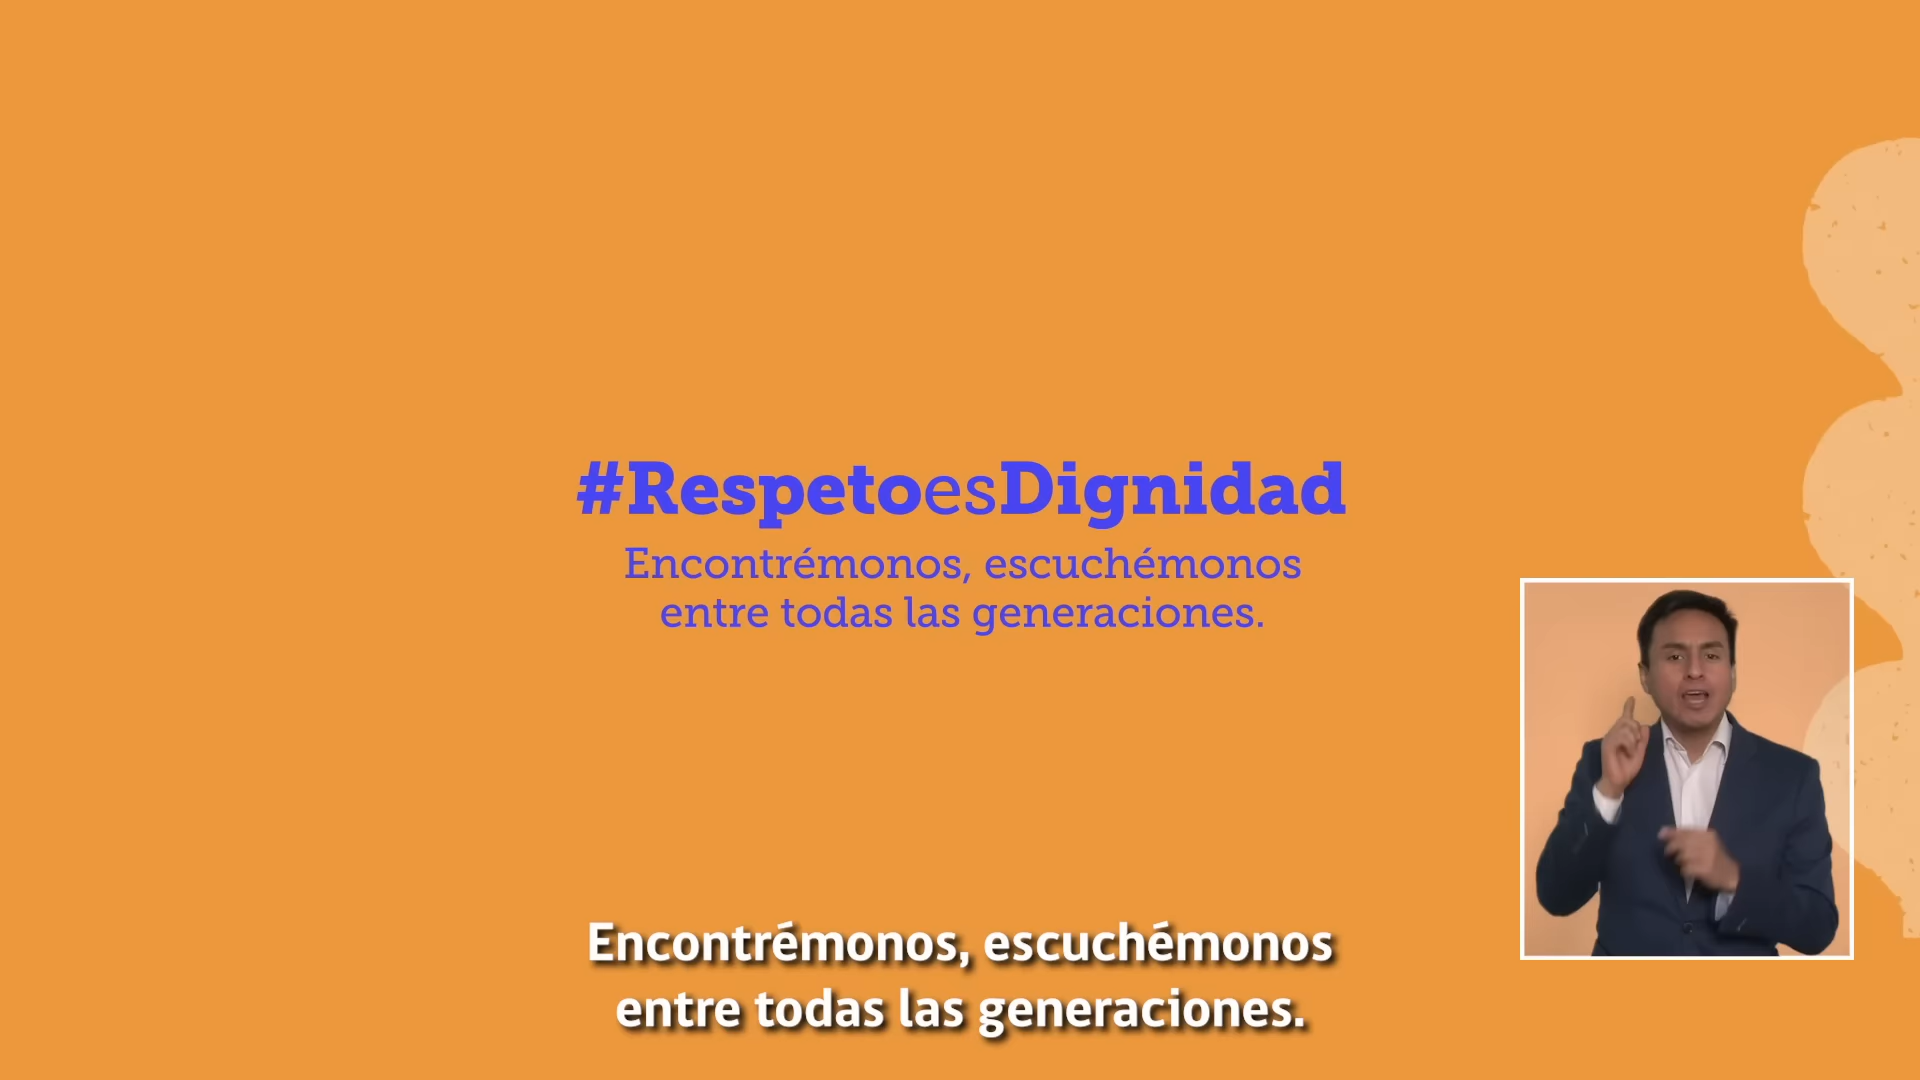 #RespetoesDignidad
Encontrémonos, escuchémonos
entre todas las generaciones.
Encontrémonos, escuchémonos
entre todas las generaciones.